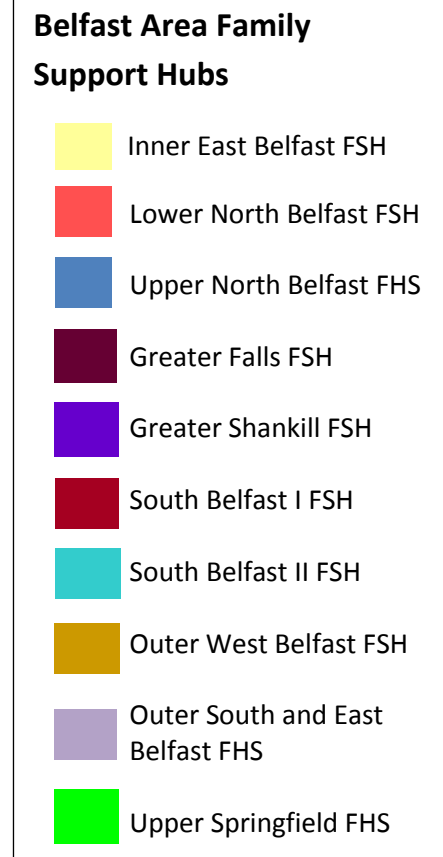 Belfast Area Family
Support Hubs
Inner East Belfast FSH
Lower North Belfast FSH
Upper North Belfast FHS
Greater Falls FSH
Greater Shankill FSH
South Belfast I FSH
South Belfast II FSH
Outer West Belfast FSH
Outer South and East
Belfast FHS
Upper Springfield FHS